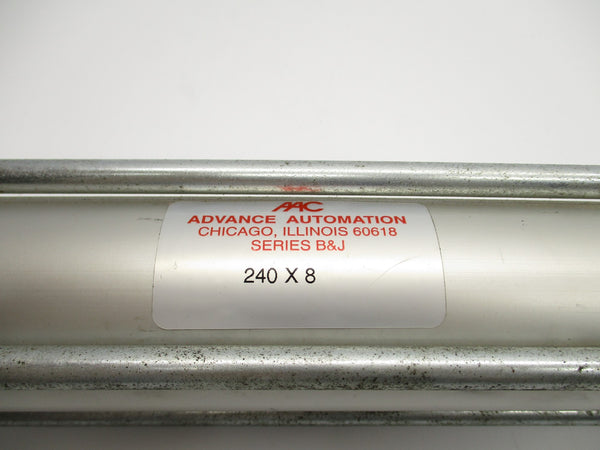 AAC
ADVANCE AUTOMATION
CHICAGO, ILLINOIS 60618
SERIES B&J
240 X 8